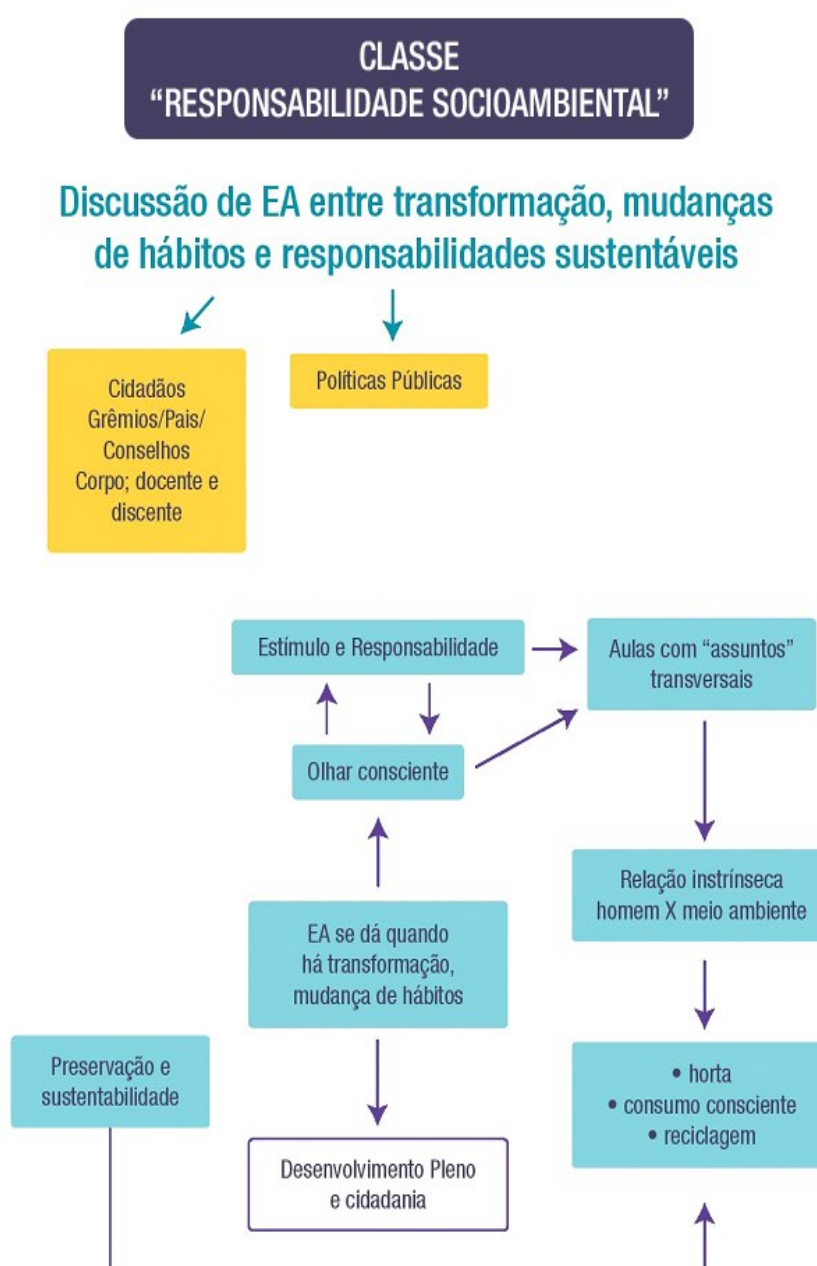 CLASSE
“RESPONSABILIDADE SOCIOAMBIENTAL”
Discussão de EA entre transformação, mudanças
de hábitos e responsabilidades sustentáveis
Cidadãos
Grêmios/Pais/
Conselhos
Corpo; docente e
discente
Políticas Públicas
Estímulo e Responsabilidade
Aulas com “assuntos”
transversais
Olhar consciente
Relação instrínseca
homem X meio ambiente
EA se dá quando
há transformação,
mudança de hábitos
Preservação e
sustentabilidade
• horta
• consumo consciente
• reciclagem
Desenvolvimento Pleno
e cidadania